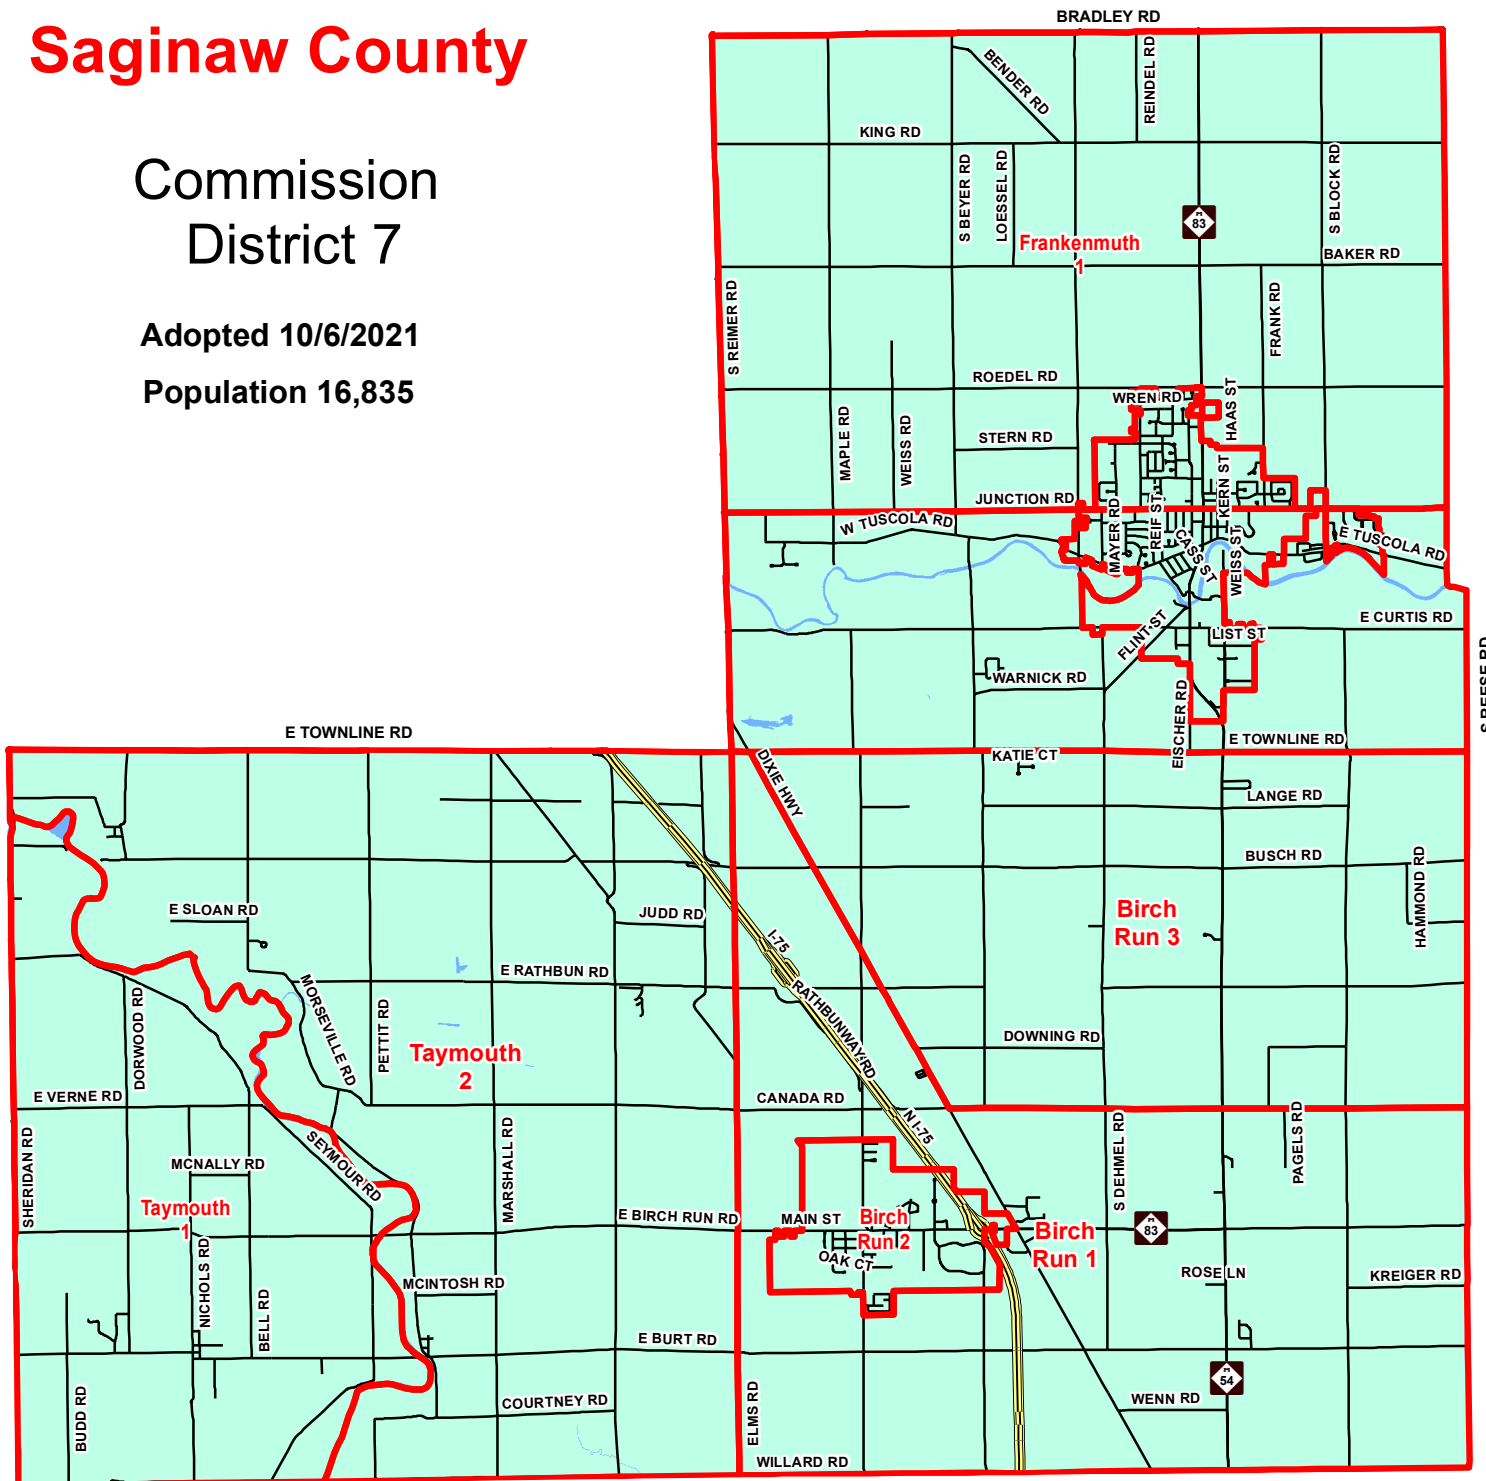 Saginaw County
Commission
District 7
Adopted 10/6/2021
Population 16,835
BRADLEY RD
BENDER RD
REINDEL RD
KING RD
S BEYER RD
LOESSEL RD
S BLOCK RD
M
83
Frankenmuth
1
BAKER RD
S REIMER RD
FRANK RD
ROEDEL RD
WREN RD
HAAS ST
MAPLE RD
WEISS RD
STERN RD
KERN ST
JUNCTION RD
W TUSCOLA RD
MAYER RD
REIF ST
CASS ST
WEISS ST
E TUSCOLA RD
E CURTIS RD
FLINT ST
LIST ST
S REESE RD
WARNICK RD
EISCHER RD
E TOWNLINE RD
E TOWNLINE RD
KATIE CT
DIXIE HWY
LANGE RD
BUSCH RD
HAMMOND RD
E SLOAN RD
JUDD RD
Birch
Run 3
I-75
E RATHBUN RD
RATHBUNWAY RD
DORWOOD RD
MORSEVILLE RD
PETTIT RD
Taymouth
2
DOWNING RD
E VERNE RD
CANADA RD
N I-75
SHERIDAN RD
SEYMOUR RD
MARSHALL RD
S DEHMEL RD
PAGELS RD
MCNALLY RD
Taymouth
1
E BIRCH RUN RD
MAIN ST
Birch
Run 2
OAK CT
Birch
Run 1
M
83
NICHOLS RD
BELL RD
MCINTOSH RD
ROSE LN
KREIGER RD
E BURT RD
M
54
BUDD RD
COURTNEY RD
ELMS RD
WENN RD
WILLARD RD